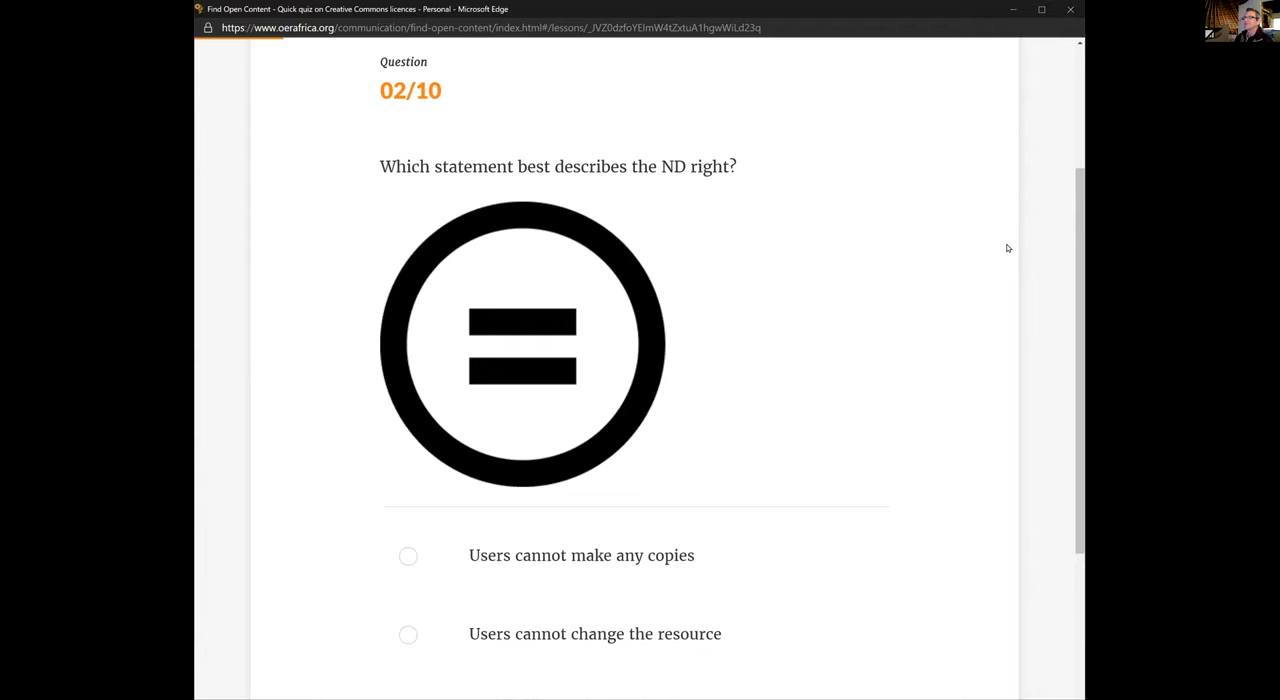 Find Open Content - Quick quiz on Creative Commons licences - Personal - Microsoft Edge
https://www.oerafrica.org/communication/find-open-content/index.html#/lessons/_JVZ0dzfoYElmW4tZxtuA1hgwWiLd23q
Question
02/10
Which statement best describes the ND right?
Users cannot make any copies
Users cannot change the resource